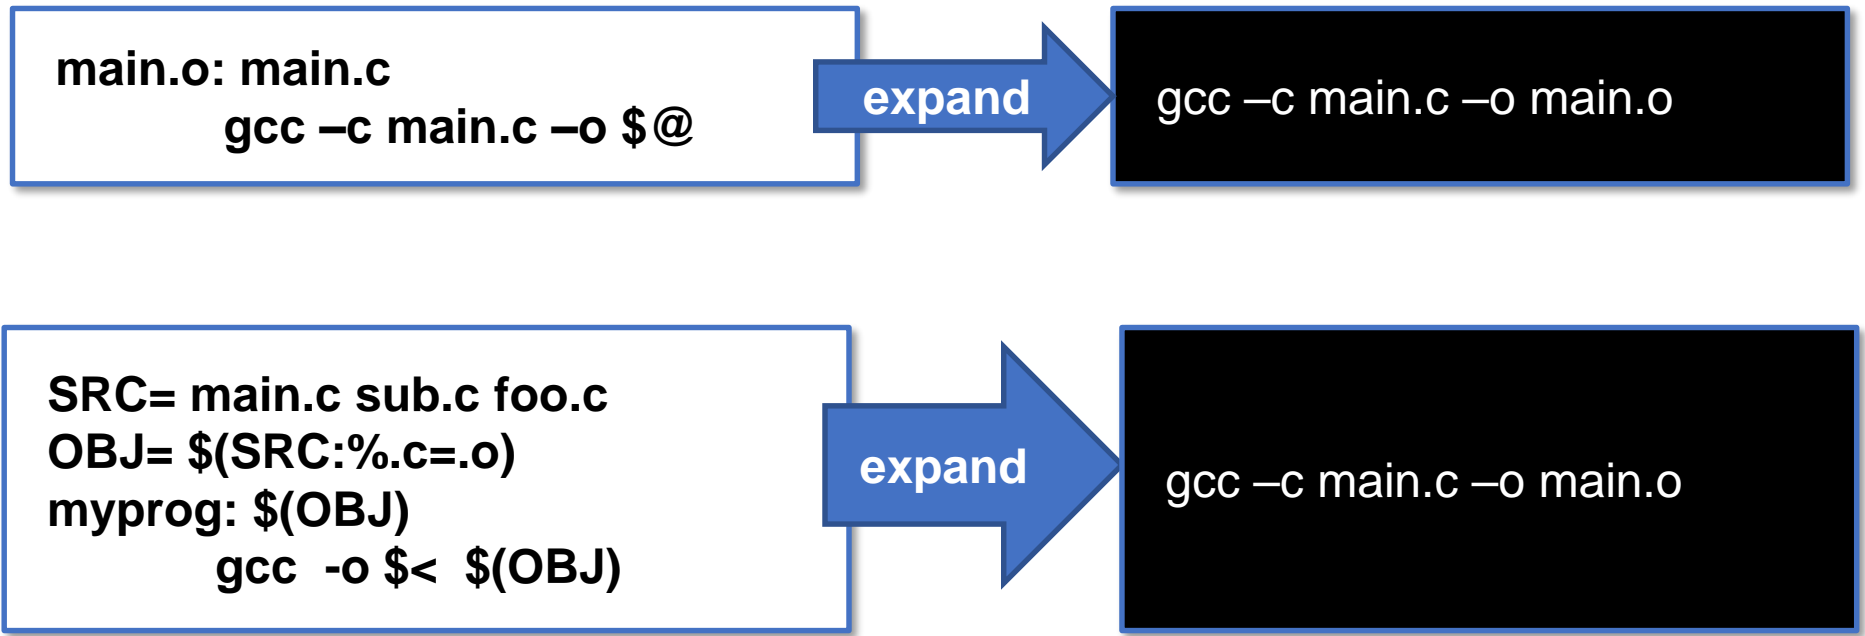 main.o: main.c
gcc –c main.c –o $@
expand
gcc –c main.c –o main.o
SRC= main.c sub.c foo.c
OBJ= $(SRC:%.c=.o)
myprog: $(OBJ)
gcc  -o $<  $(OBJ)
expand
gcc –c main.c –o main.o